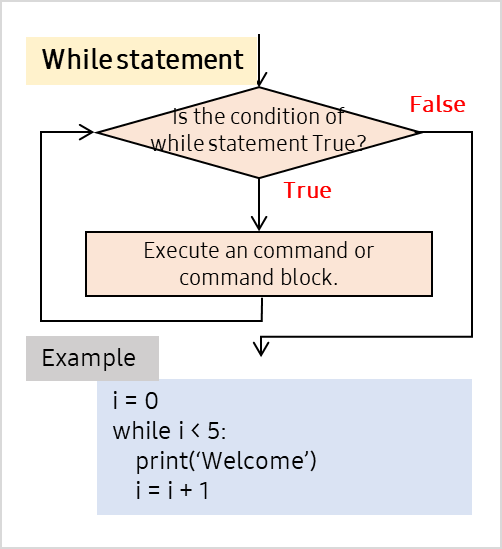 While statement
Is the condition of
while statement True?
False
True
Execute an command or
command block.
Example
i = 0
while i < 5:
    print(‘Welcome’)
    i = i + 1